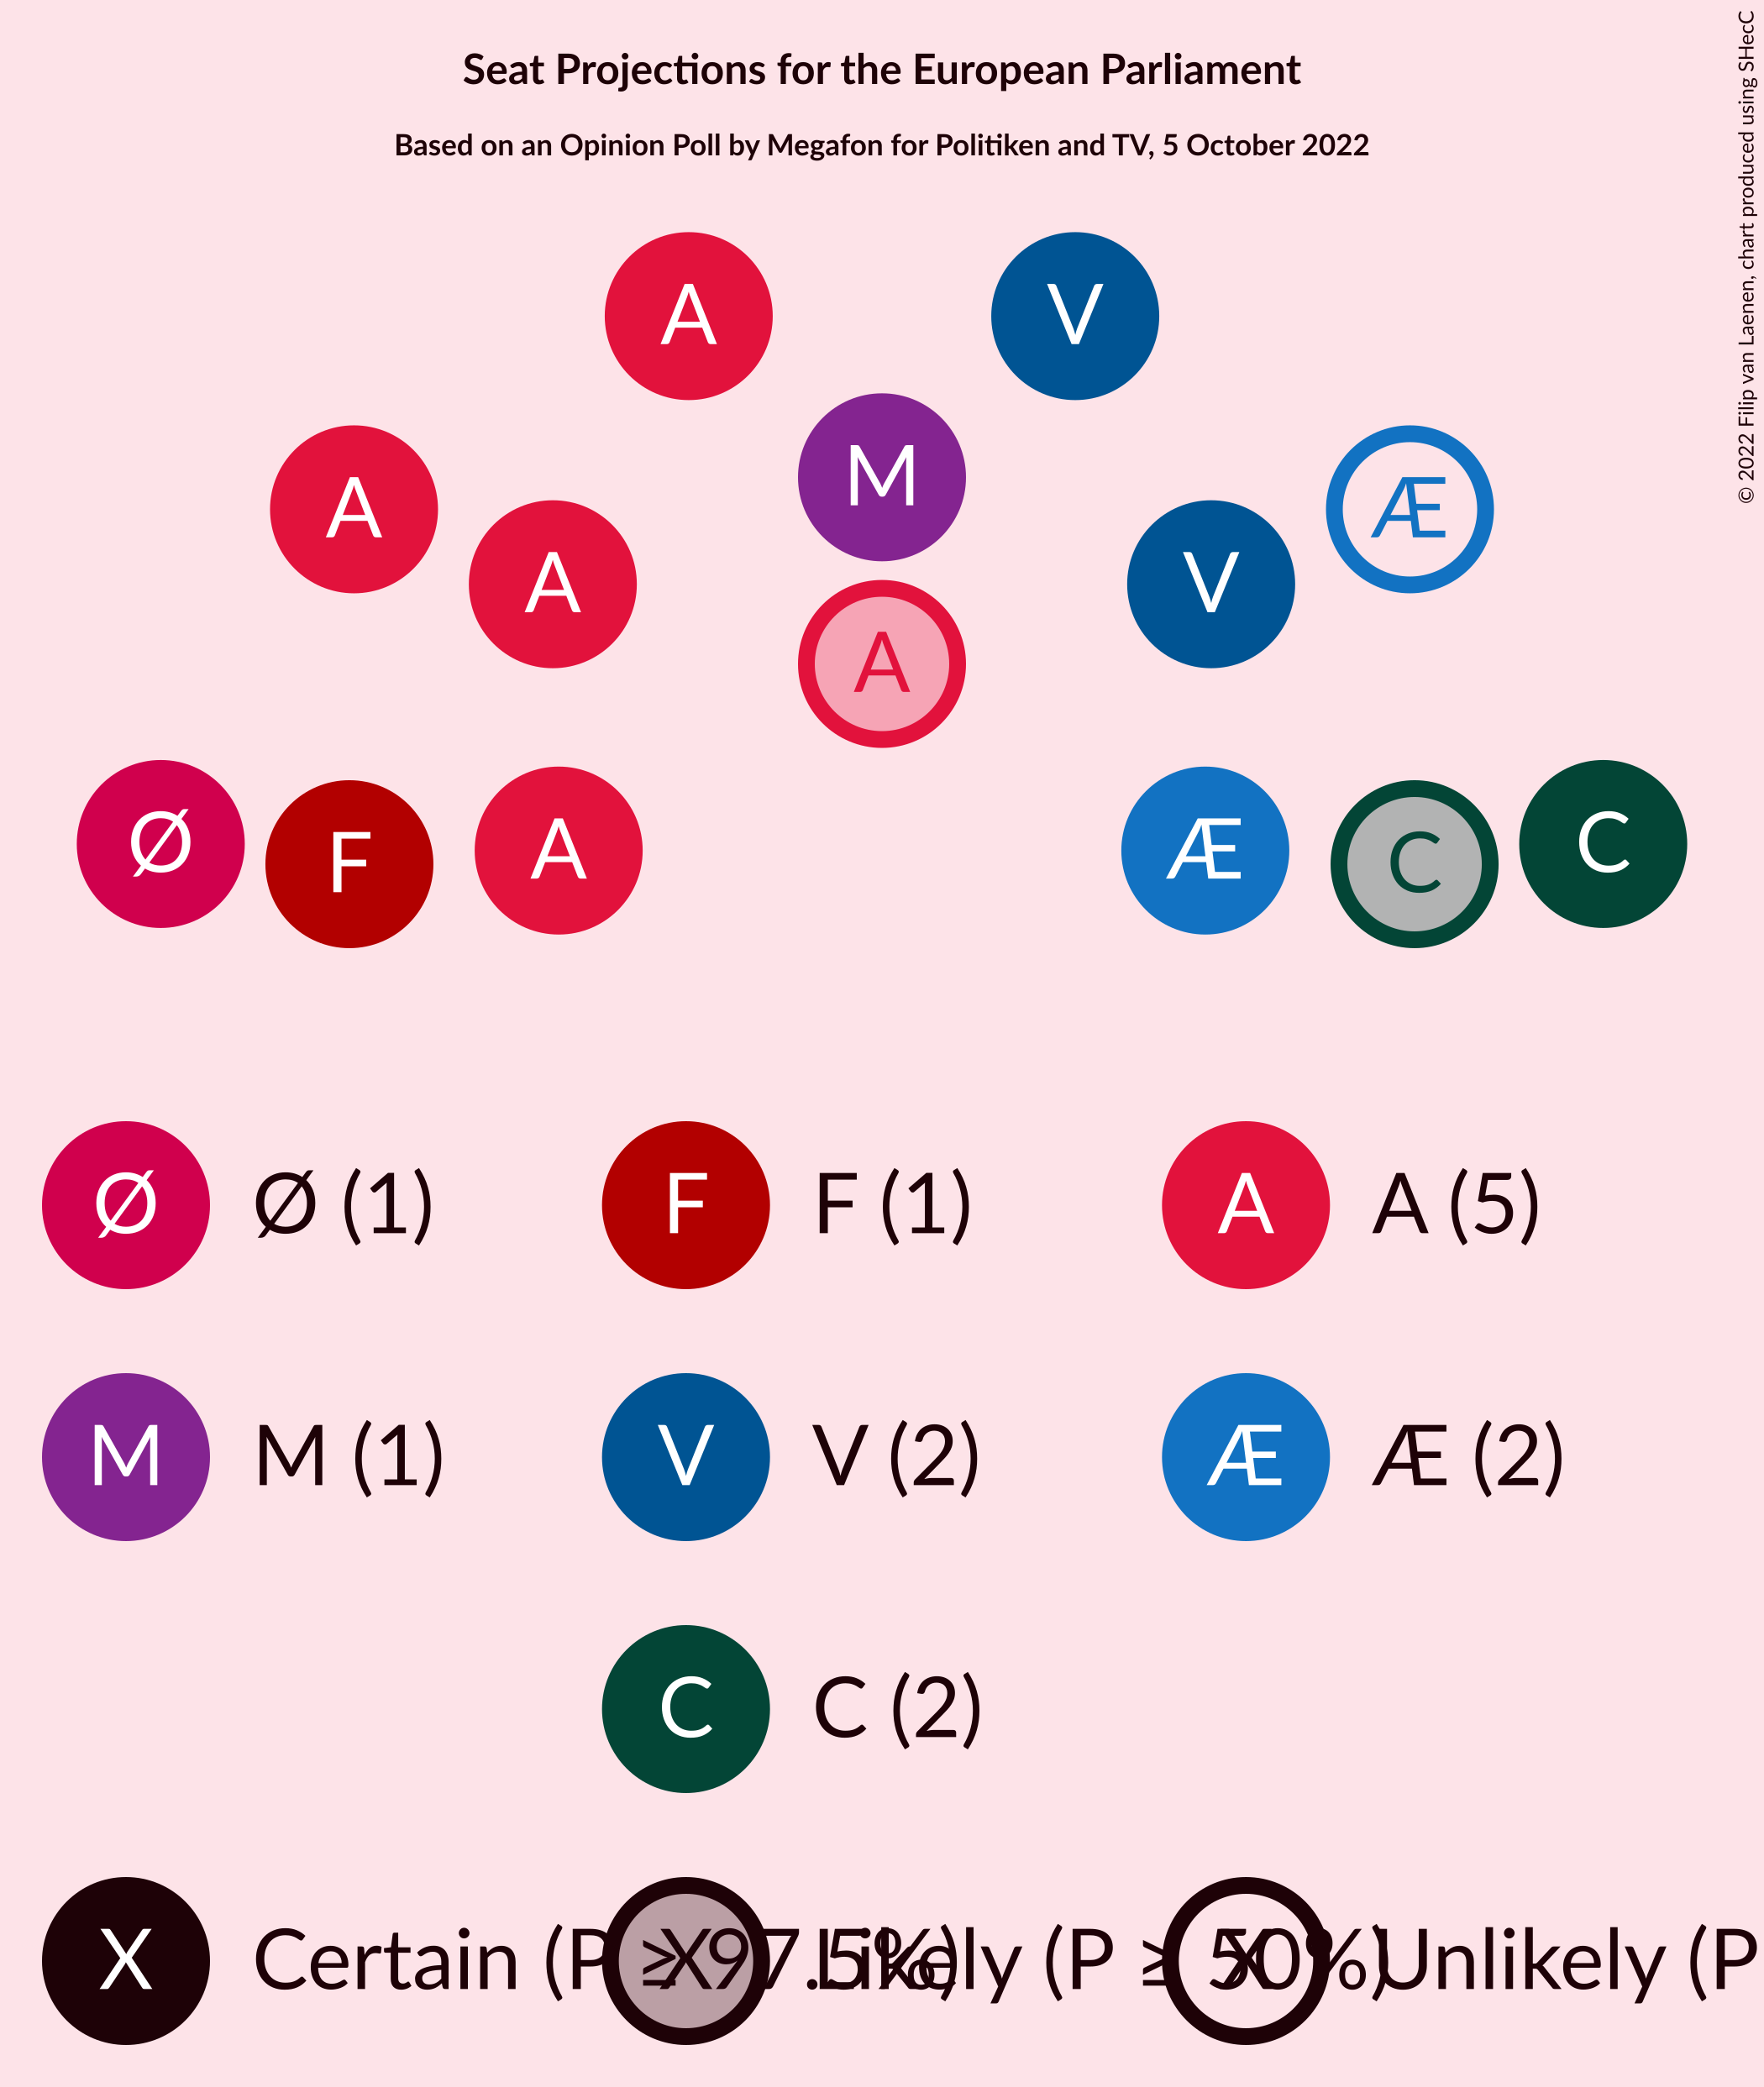 Seat Projections for the European Parliament
Based on an Opinion Poll by Megafon for Politiken and TV, 5 October 2022
© 2022 Filip van Laenen, chart produced using SHecC
A V
M
A Æ
A V
A
Ø F A Æ C C
Ø Ø (1) F F (1) A A (5)
M M (1) V V (2) Æ Æ (2)
C C (2)
X Certain (P ≥ 97.5%) X Likely (P ≥ 50%) X Unlikely (P